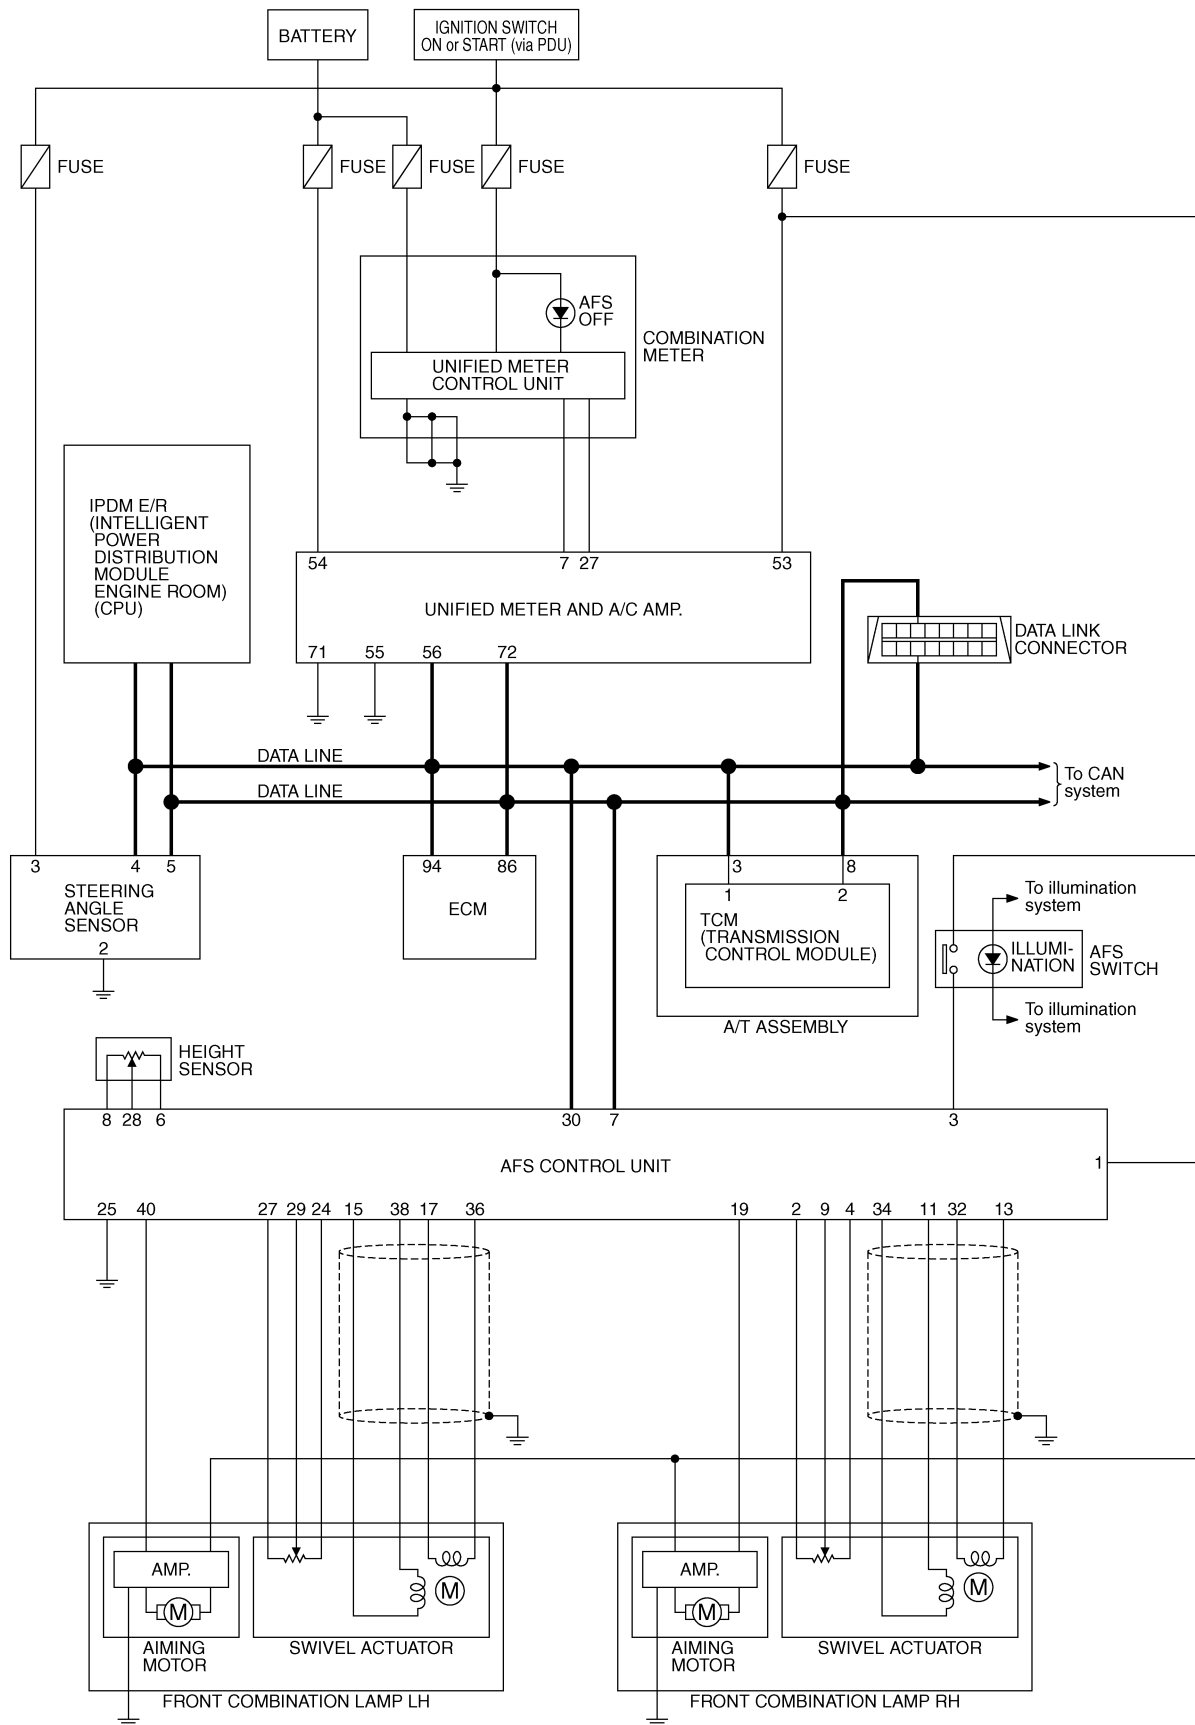 BATTERY
IGNITION SWITCH
ON or START (via PDU)
FUSE
FUSE
FUSE
FUSE
FUSE
AFS
OFF
COMBINATION
METER
UNIFIED METER
CONTROL UNIT
IPDM E/R
(INTELLIGENT
POWER
DISTRIBUTION
MODULE
ENGINE ROOM)
(CPU)
54
7
27
53
UNIFIED METER AND A/C AMP.
71
55
56
72
DATA LINK
CONNECTOR
DATA LINE
DATA LINE
To CAN
system
3
4
5
STEERING
ANGLE
SENSOR
2
94
86
ECM
3
8
1
2
TCM
(TRANSMISSION
CONTROL MODULE)
A/T ASSEMBLY
To illumination
system
ILLUMI-
NATION
AFS
SWITCH
To illumination
system
HEIGHT
SENSOR
8
28
6
30
7
3
AFS CONTROL UNIT
1
25
40
27
29
24
15
38
17
36
19
2
9
4
34
11
32
13
AMP.
M
M
AIMING
MOTOR
SWIVEL ACTUATOR
FRONT COMBINATION LAMP LH
AMP.
M
M
AIMING
MOTOR
SWIVEL ACTUATOR
FRONT COMBINATION LAMP RH